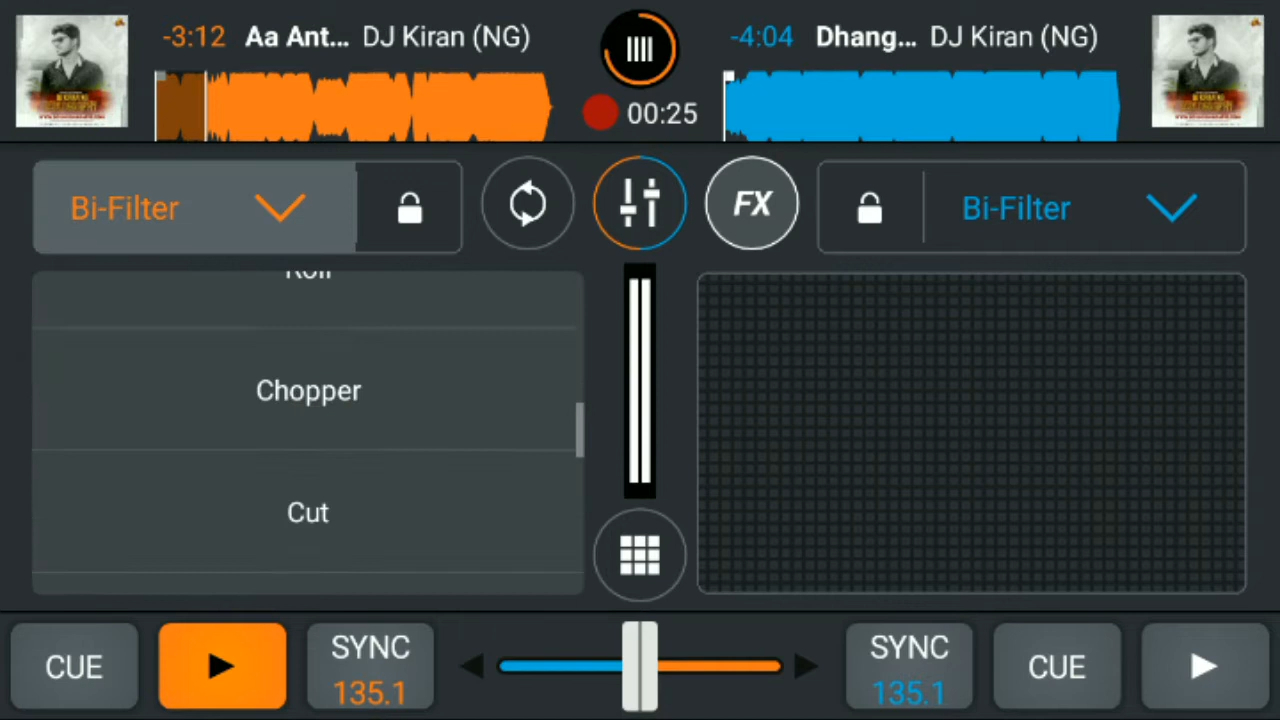 -3:12 Aa Ant... DJ Kiran (NG)
-4:04 Dhang... DJ Kiran (NG)
00:25
Bi-Filter
FX
Bi-Filter
Roll
Chopper
Cut
CUE
SYNC
135.1
SYNC
135.1
CUE